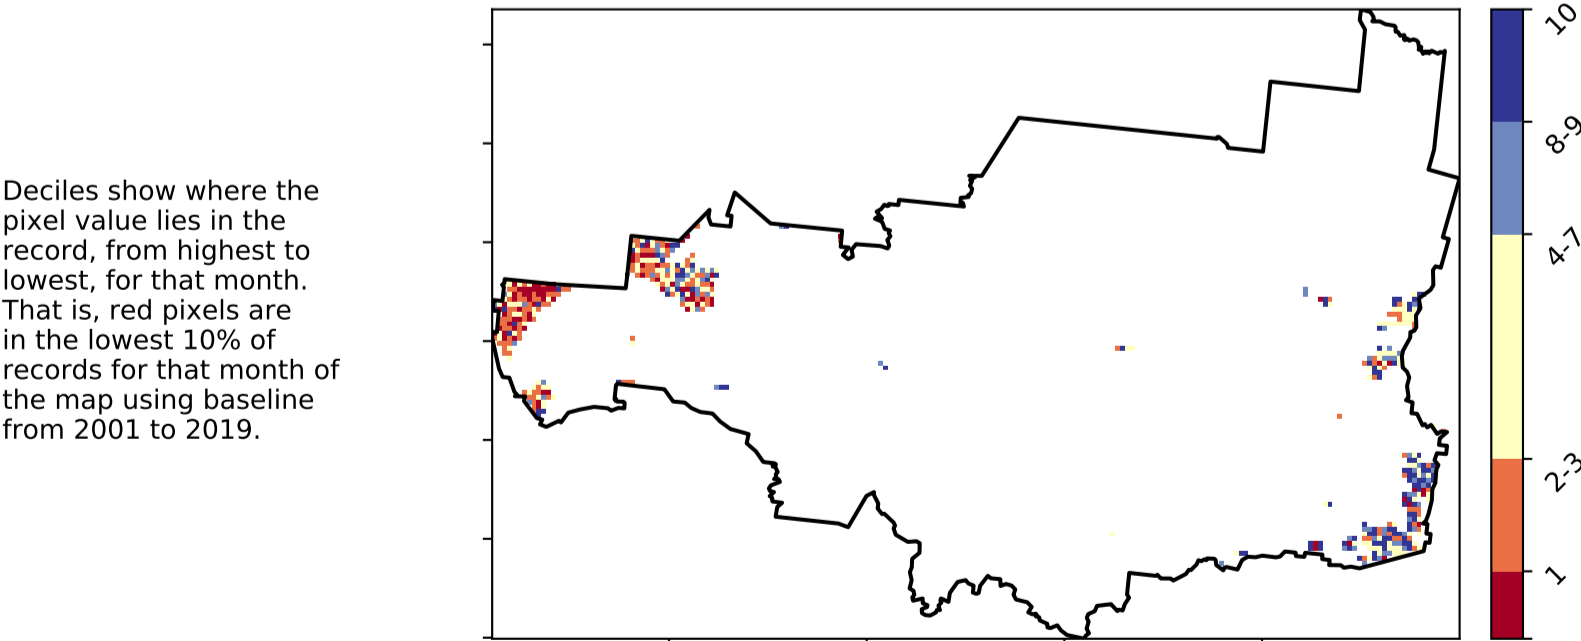 Deciles show where the
pixel value lies in the
record, from highest to
lowest, for that month.
That is, red pixels are
in the lowest 10% of
records for that month of
the map using baseline
from 2001 to 2019.
10
8-9
4-7
2-3
1